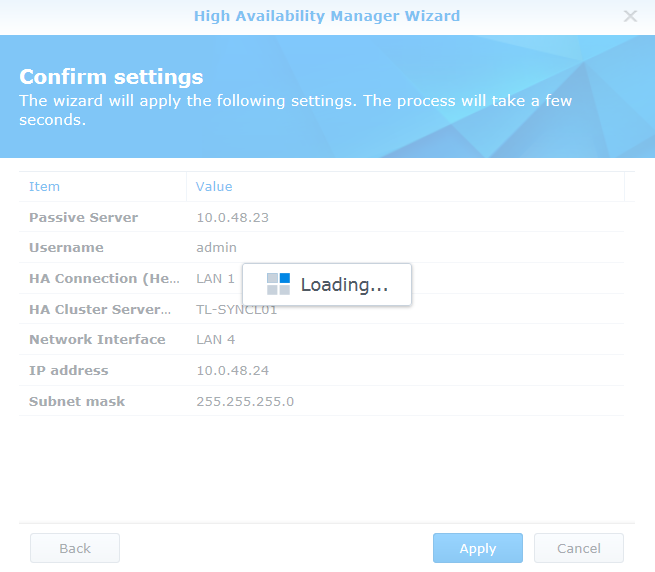 High Availability Manager Wizard
Confirm settings
The wizard will apply the following settings. The process will take a few
seconds.
Item Value
Passive Server 10.0.48.23
Username admin
HA Connection (He... LAN 1
Loading...
HA Cluster Server... TL-SYNCL01
Network Interface LAN 4
IP address 10.0.48.24
Subnet mask 255.255.255.0
Back Apply Cancel